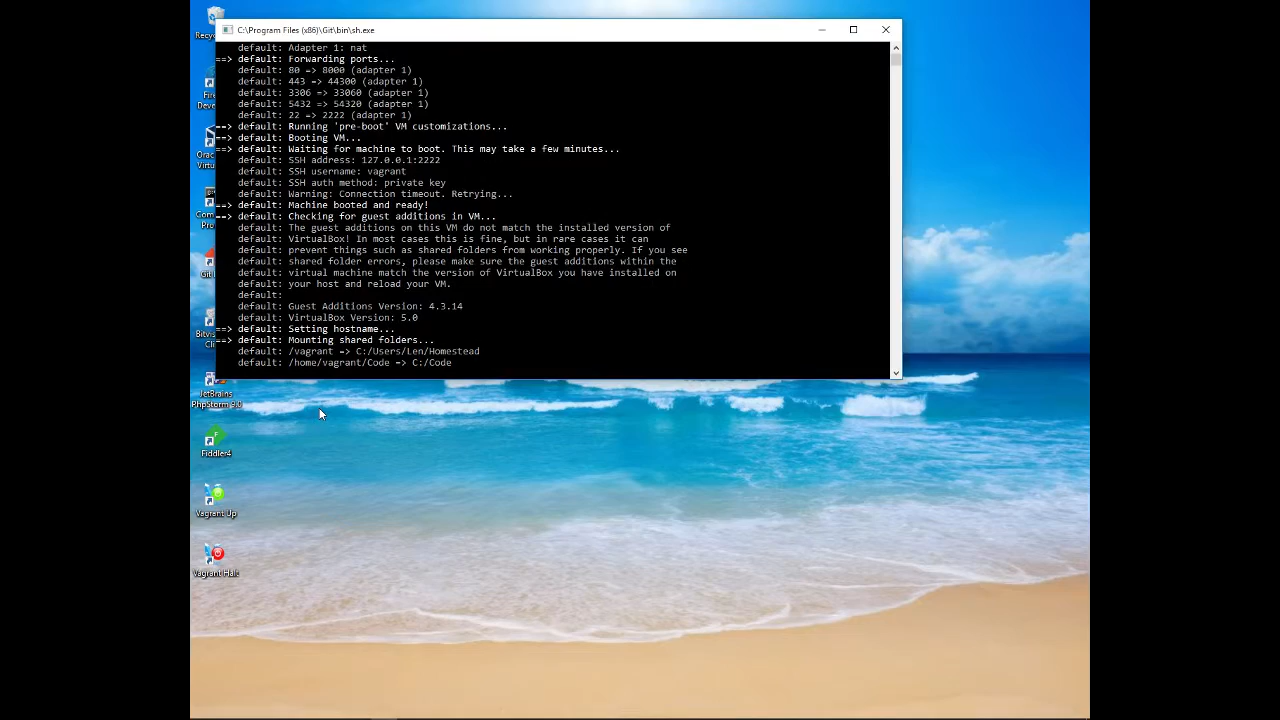 Recyc
C:\Program Files (x86)\Git\bin\sh.exe
default: Adapter 1: nat
==> default: Forwarding ports...
default: 80 => 8000 (adapter 1)
default: 443 => 44300 (adapter 1)
default: 3306 => 33060 (adapter 1)
default: 5432 => 54320 (adapter 1)
default: 22 => 2222 (adapter 1)
==> default: Running 'pre-boot' VM customizations...
==> default: Booting VM...
==> default: Waiting for machine to boot. This may take a few minutes...
default: SSH address: 127.0.0.1:2222
default: SSH username: vagrant
default: SSH auth method: private key
default: Warning: Connection timeout. Retrying...
==> default: Machine booted and ready!
==> default: Checking for guest additions in VM...
default: The guest additions on this VM do not match the installed version of
default: VirtualBox! In most cases this is fine, but in rare cases it can
default: prevent things such as shared folders from working properly. If you see
default: shared folder errors, please make sure the guest additions within the
default: virtual machine match the version of VirtualBox you have installed on
default: your host and reload your VM.
default:
default: Guest Additions Version: 4.3.14
default: VirtualBox Version: 5.0
==> default: Setting hostname...
==> default: Mounting shared folders...
default: /vagrant => C:/Users/Len/Homestead
default: /home/vagrant/Code => C:/Code
Fire
Deve
Orac
Virtu
Com
Pro
Git
Bitvis
Cli
JetBrains
PhpStorm 9.0
Fiddler4
Vagrant Up
Vagrant Halt